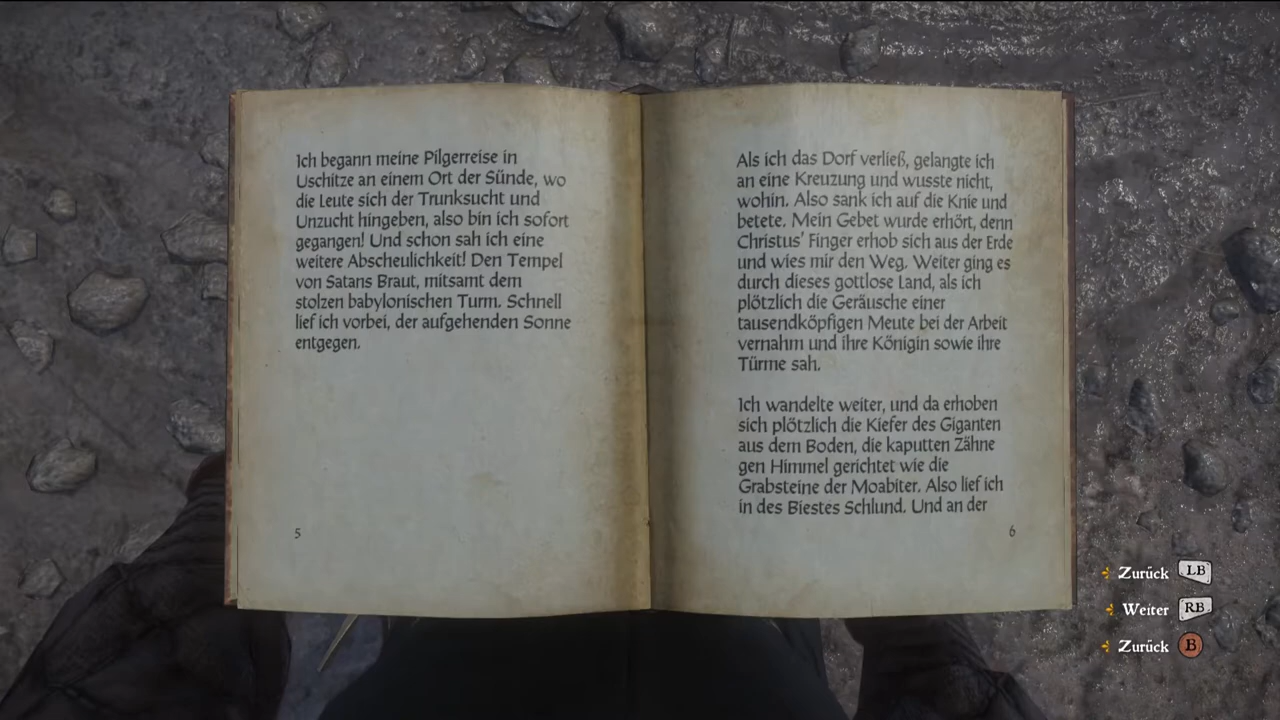 Ich begann meine Pilgerreise in
Uschitze an einem Ort der Sünde, wo
die Leute sich der Trunksucht und
Unzucht hingeben, also bin ich sofort
gegangen! Und schon sah ich eine
weitere Abscheulichkeit! Den Tempel
von Satans Braut, mitsamt dem
stolzen babylonischen Turm. Schnell
lief ich vorbei, der aufgehenden Sonne
entgegen.
5
Als ich das Dorf verließ, gelangte ich
an eine Kreuzung und wusste nicht,
wohin. Also sank ich auf die Knie und
betete. Mein Gebet wurde erhört, denn
Christus' Finger erhob sich aus der Erde
und wies mir den Weg. Weiter ging es
durch dieses gottlose Land, als ich
plötzlich die Geräusche einer
tausendköpfigen Meute bei der Arbeit
vernahm und ihre Königin sowie ihre
Türme sah.
Ich wandelte weiter, und da erhoben
sich plötzlich die Kiefer des Giganten
aus dem Boden, die kaputten Zähne
gen Himmel gerichtet wie die
Grabsteine der Moabiter. Also lief ich
in des Biestes Schlund. Und an der
6
Zurück LB
Weiter RB
Zurück B